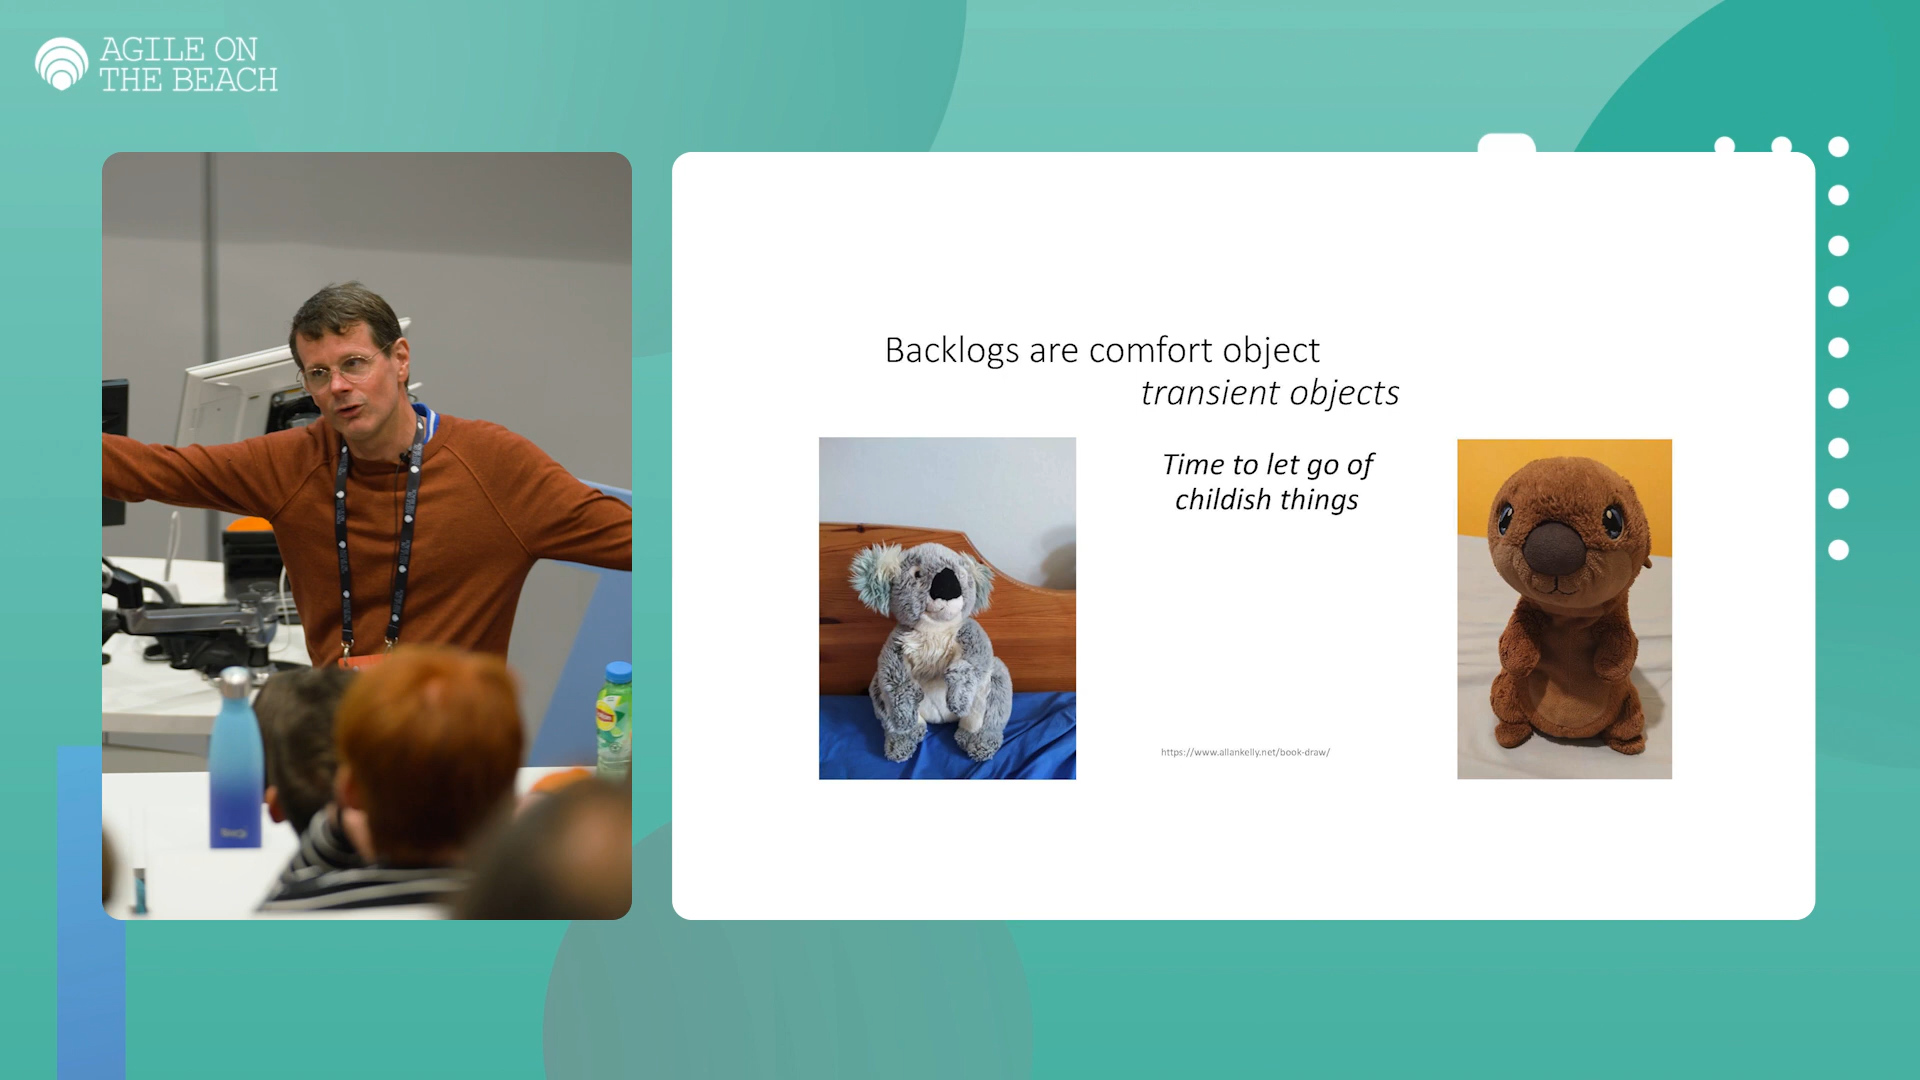 AGILE ON
THE BEACH
Backlogs are comfort object
transient objects
Time to let go of
childish things
https://www.allankelly.net/book-draw/